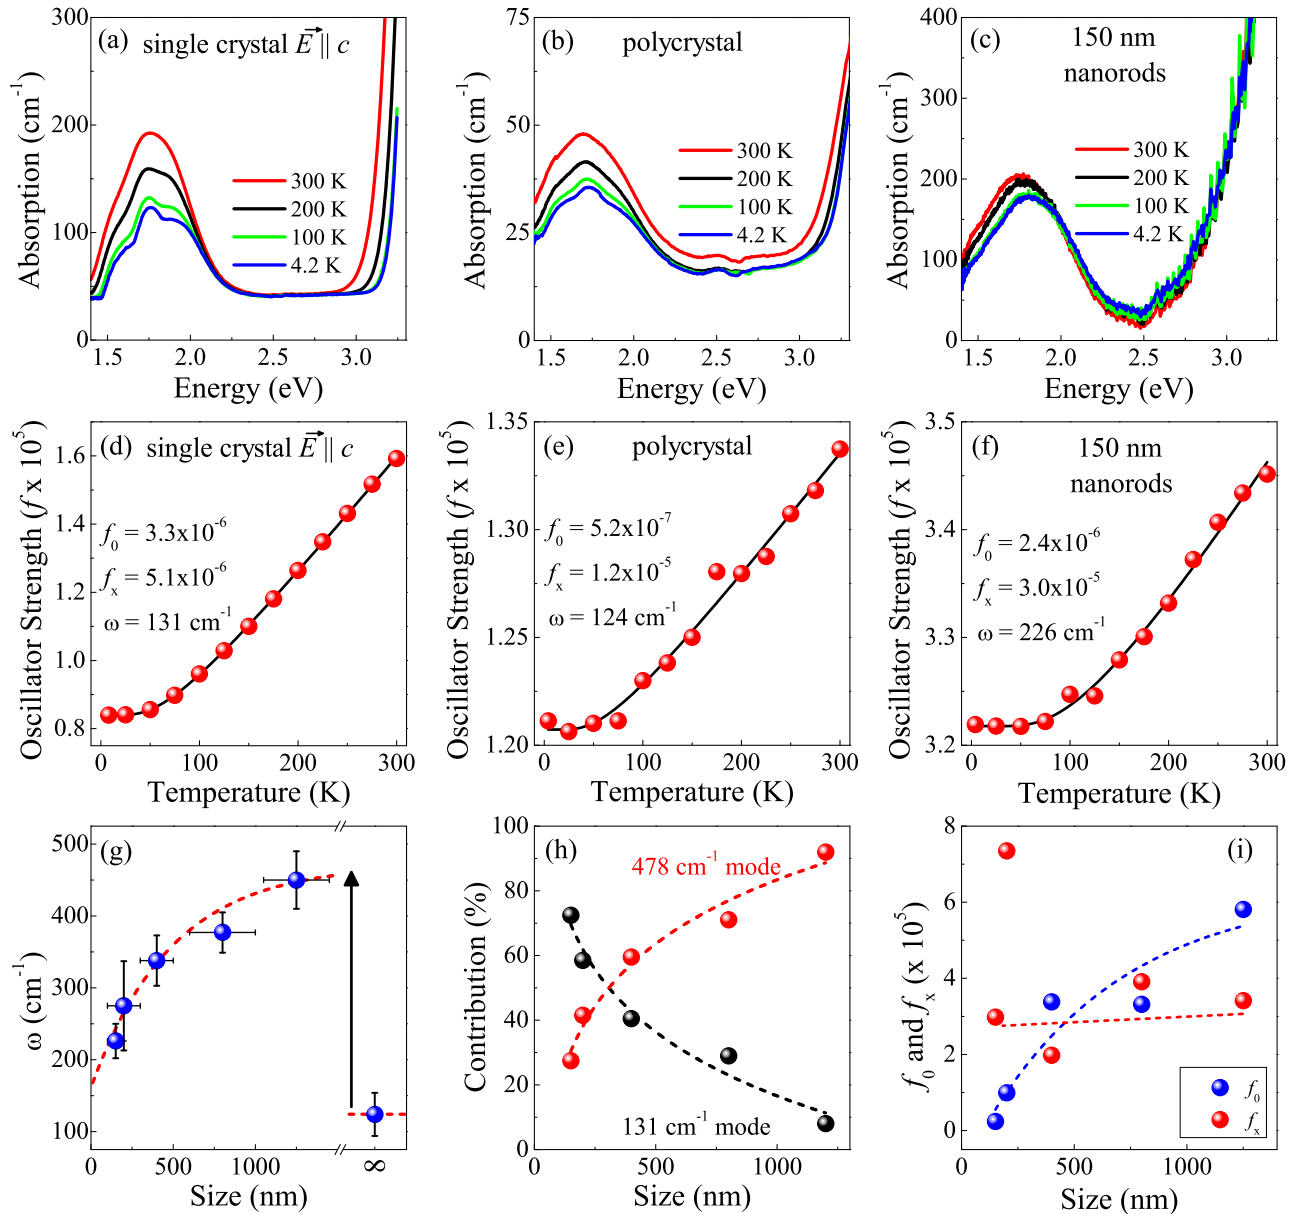 (a) single crystal E⃗ || c
Absorption (cm⁻¹)
300
200
100
0
300 K
200 K
100 K
4.2 K
1.5 2.0 2.5 3.0
Energy (eV)
(b) polycrystal
Absorption (cm⁻¹)
75
50
25
0
300 K
200 K
100 K
4.2 K
1.5 2.0 2.5 3.0
Energy (eV)
(c) 150 nm
nanorods
Absorption (cm⁻¹)
400
300
200
100
0
300 K
200 K
100 K
4.2 K
1.5 2.0 2.5 3.0
Energy (eV)
(d) single crystal E⃗ || c
Oscillator Strength (f x 10⁵)
1.6
1.4
1.2
1.0
0.8
f₀ = 3.3x10⁻⁶
fₓ = 5.1x10⁻⁶
ω = 131 cm⁻¹
0 100 200 300
Temperature (K)
(e) polycrystal
Oscillator Strength (f x 10⁵)
1.35
1.30
1.25
1.20
f₀ = 5.2x10⁻⁷
fₓ = 1.2x10⁻⁵
ω = 124 cm⁻¹
0 100 200 300
Temperature (K)
(f) 150 nm
nanorods
Oscillator Strength (f x 10⁵)
3.5
3.4
3.3
3.2
f₀ = 2.4x10⁻⁶
fₓ = 3.0x10⁻⁵
ω = 226 cm⁻¹
0 100 200 300
Temperature (K)
(g)
ω (cm⁻¹)
500
400
300
200
100
0 500 1000 ∞
Size (nm)
(h)
Contribution (%)
100
80
60
40
20
0
478 cm⁻¹ mode
131 cm⁻¹ mode
0 500 1000
Size (nm)
(i)
f₀ and fₓ (x 10⁵)
8
6
4
2
0
f₀
fₓ
0 500 1000
Size (nm)